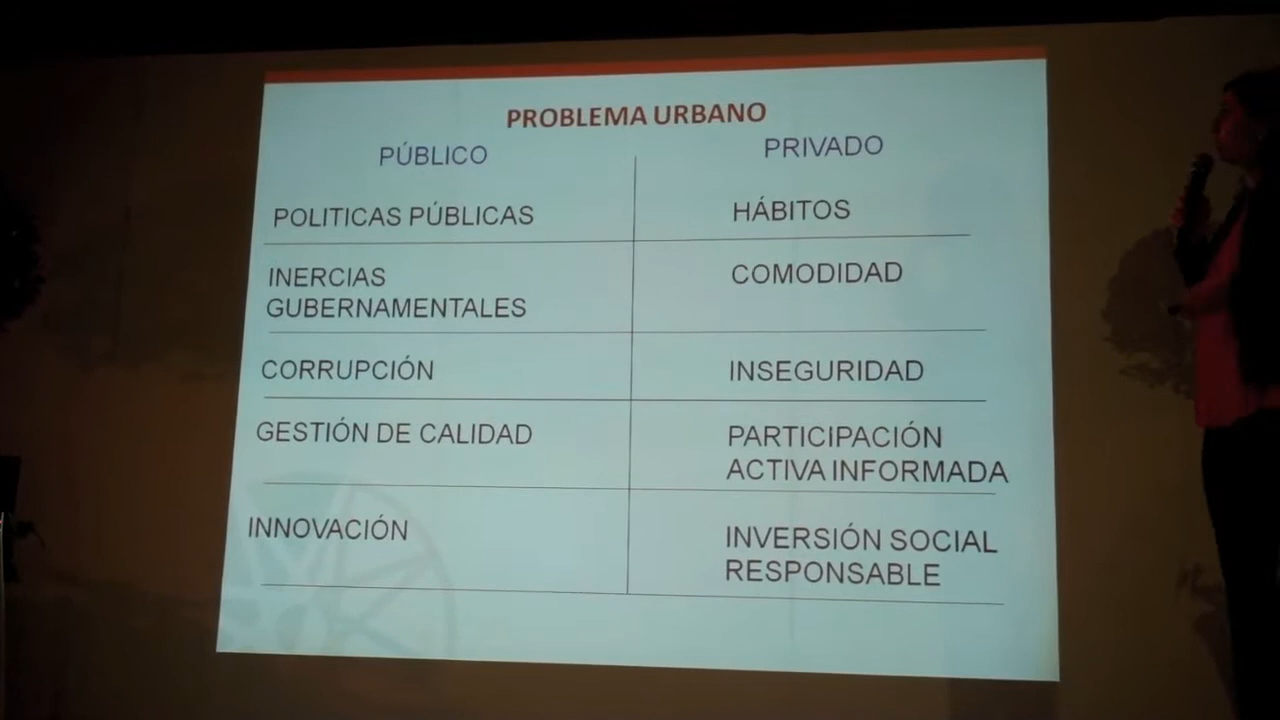 PROBLEMA URBANO
PÚBLICO
PRIVADO
POLITICAS PÚBLICAS
HÁBITOS
INERCIAS
GUBERNAMENTALES
COMODIDAD
CORRUPCIÓN
INSEGURIDAD
GESTIÓN DE CALIDAD
PARTICIPACIÓN
ACTIVA INFORMADA
INNOVACIÓN
INVERSIÓN SOCIAL
RESPONSABLE